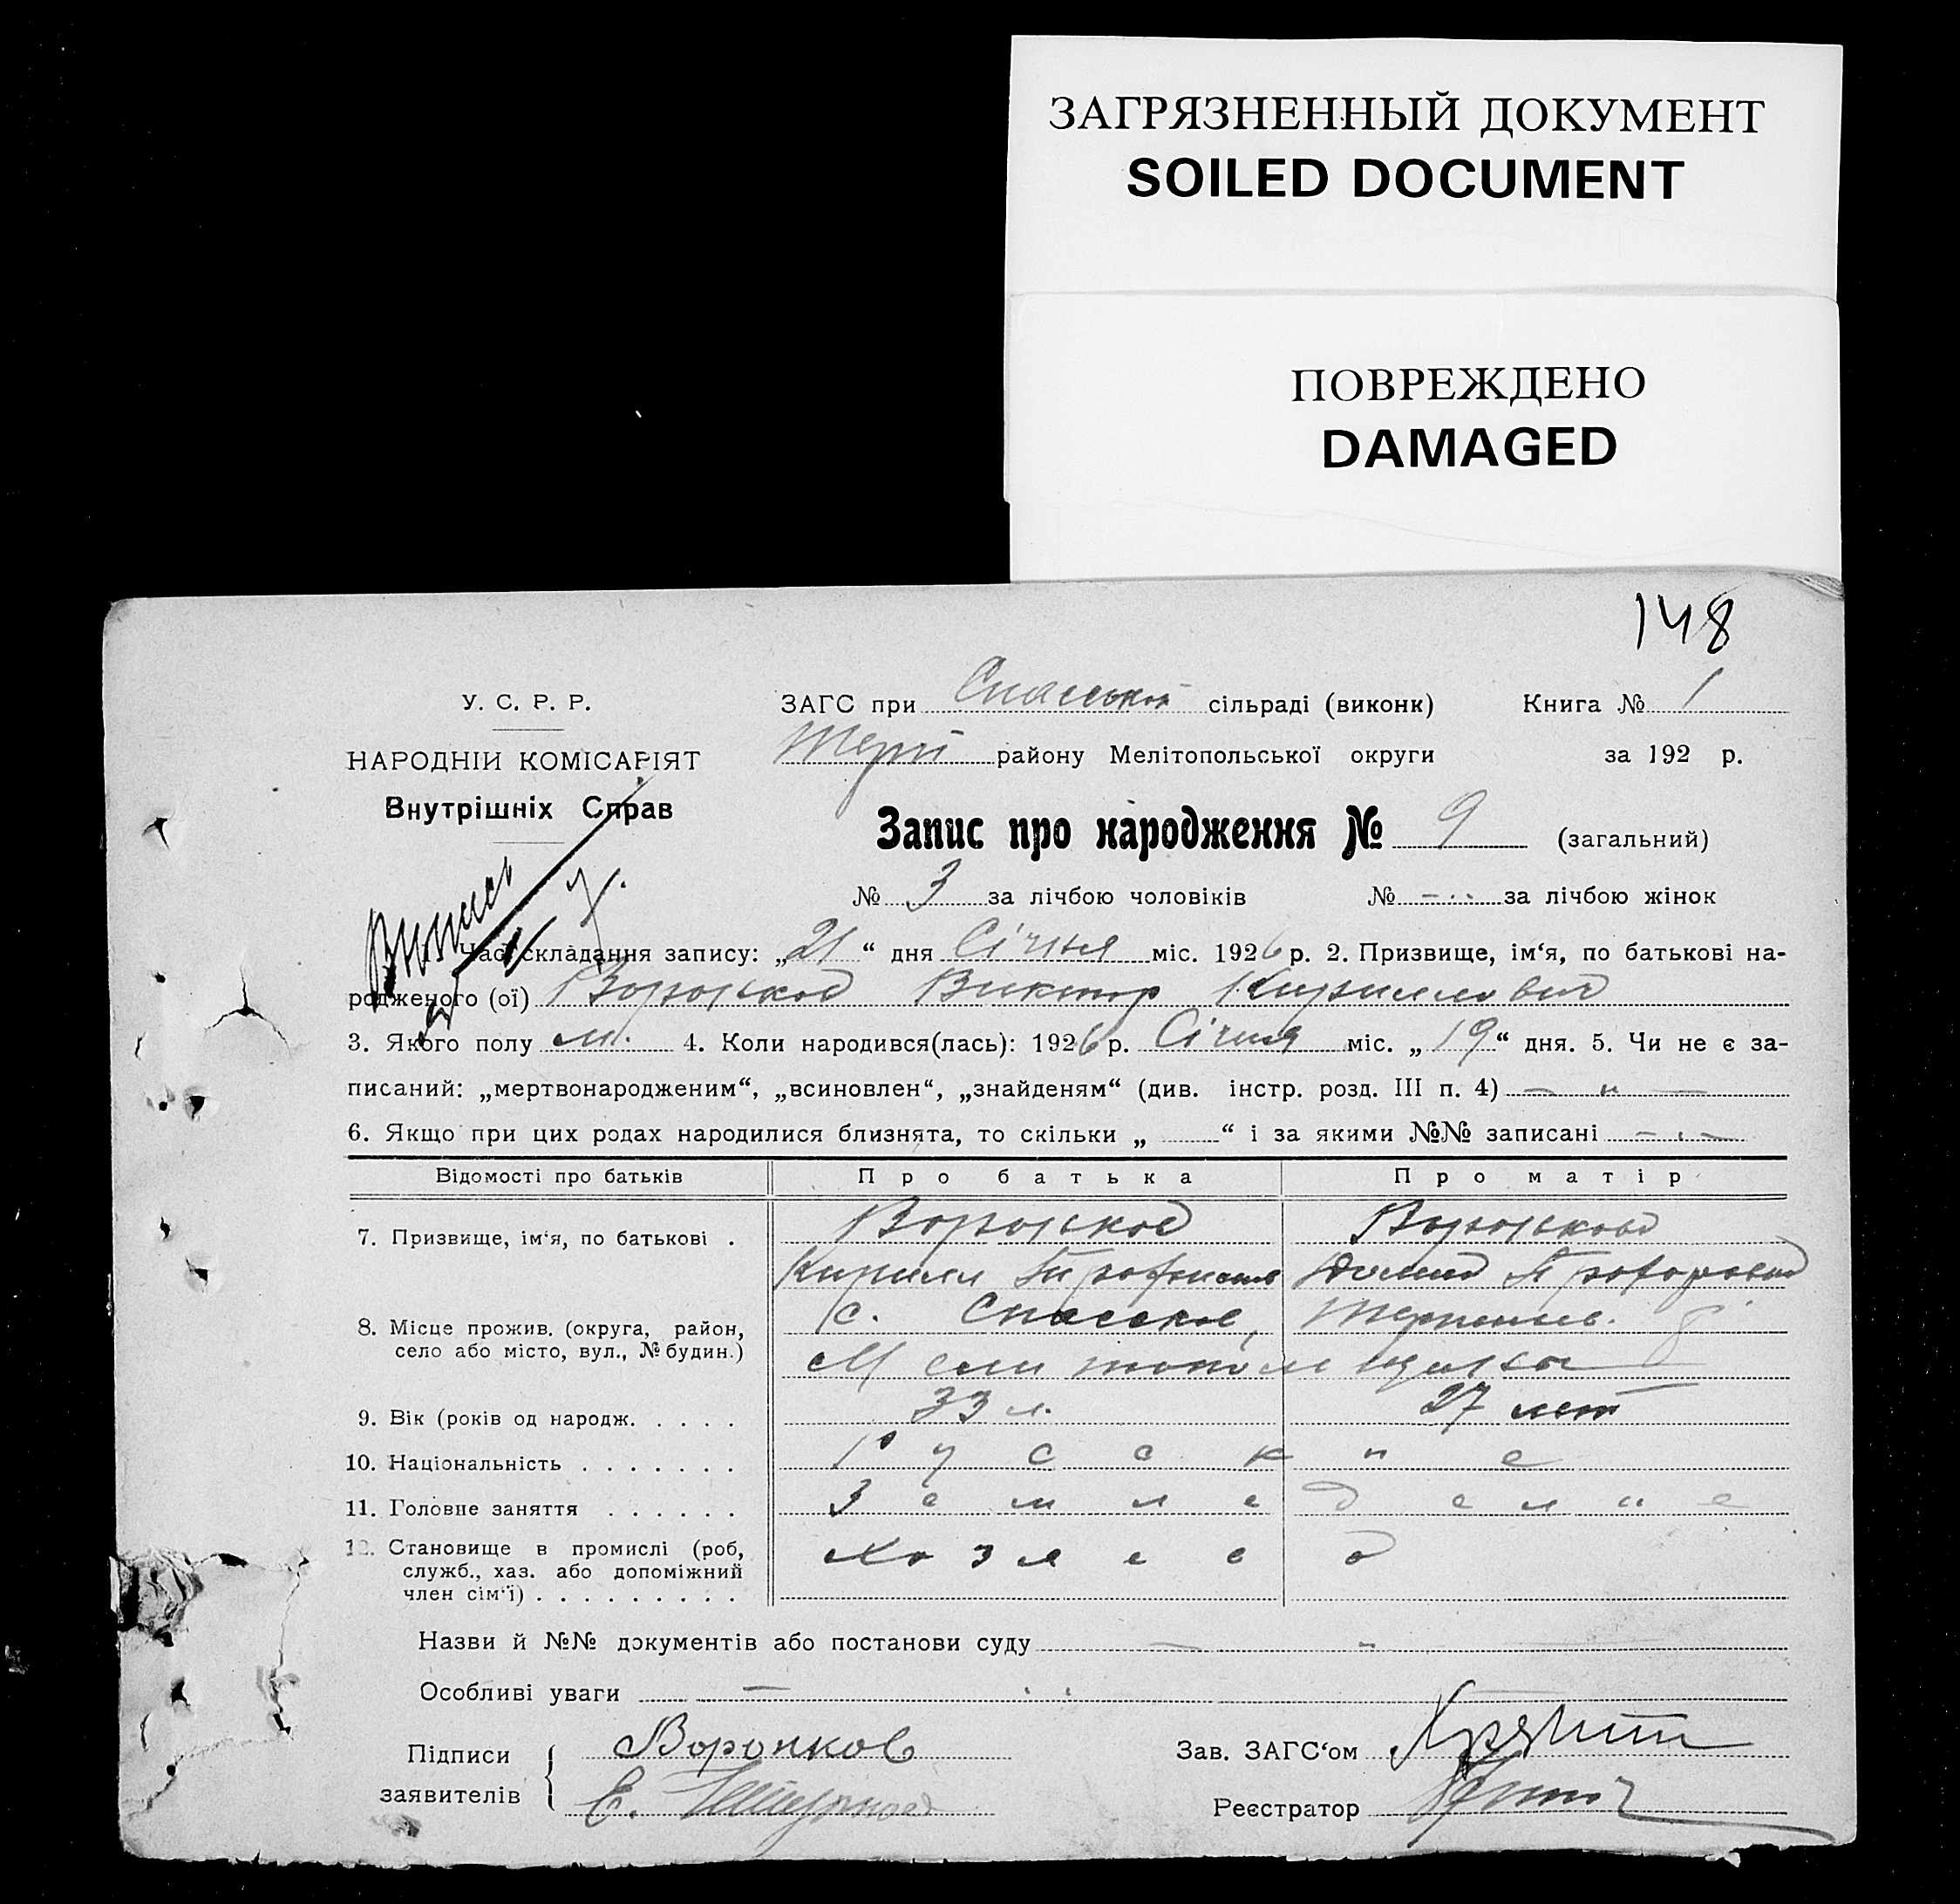 ЗАГРЯЗНЕННЫЙ ДОКУМЕНТ
SOILED DOCUMENT
ПОВРЕЖДЕНО
DAMAGED
148
У. С. Р. Р.
ЗАГС при Спаської сільраді (виконк) Книга № 1
НАРОДНІЙ КОМІСАРІЯТ
Терп району Мелітопольської округи за 192 р.
Внутрішніх Справ
Запис про народження № 9 (загальний)
№ 3 за лічбою чоловіків № — за лічбою жінок
Час складання запису: „21“ дня Січня міс. 1926 р. 2. Призвище, ім‘я, по батькові на-
родженого (ої) Виктор Кириллович
3. Якого полу м. 4. Коли народився(лась): 1926 р. Січня міс. „19“ дня. 5. Чи не є за-
писаний: „мертвонародженим“, „всиновлен“, „знайденям“ (див. інстр. розд. III п. 4) — „ —
6. Якщо при цих родах народилися близнята, то скільки „ “ і за якими №№ записані —
Відомості про батьків Про батька Про матір
7. Призвище, ім‘я, по батькові .
Кирилл
8. Місце прожив. (округа, район, село або місто, вул., № будин.) с. Спасское,
Мелитопольщины
9. Вік (років од народж. . . . . 33 л. 27 лет
10. Національність . . . . . . . Русские
11. Головне заняття . . . . . . Земледелие
12. Становище в промислі (роб,
служб., хаз. або допоміжний
член сім‘ї) . . . . . . . . .
Назви й №№ документів або постанови суду — „
Особливі уваги —
Підписи Воропков Зав. ЗАГС‘ом
заявителів Е. Реєстратор